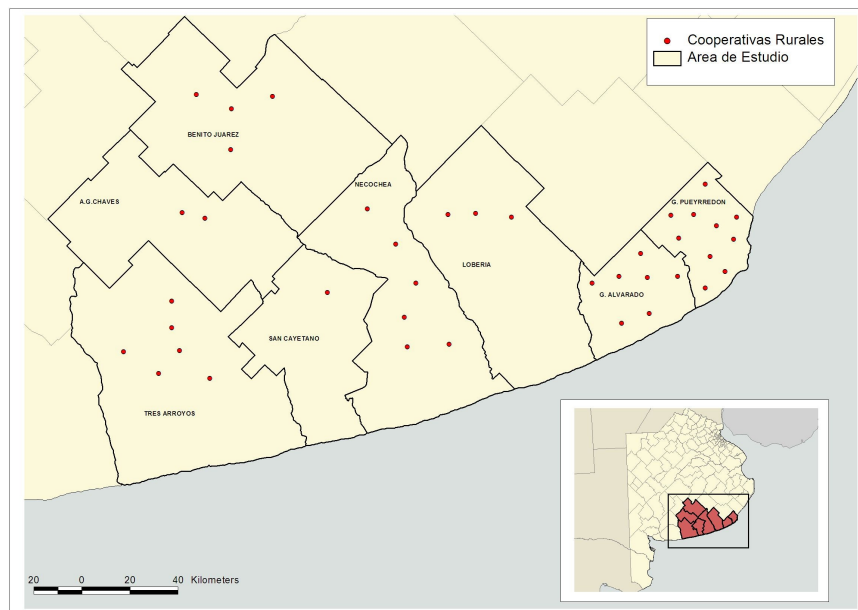 Cooperativas Rurales
Area de Estudio
BENITO JUAREZ
NECOCHEA
A.G.CHAVES
G. PUEYRREDON
LOBERIA
G. ALVARADO
SAN CAYETANO
TRES ARROYOS
20 0 20 40 Kilometers